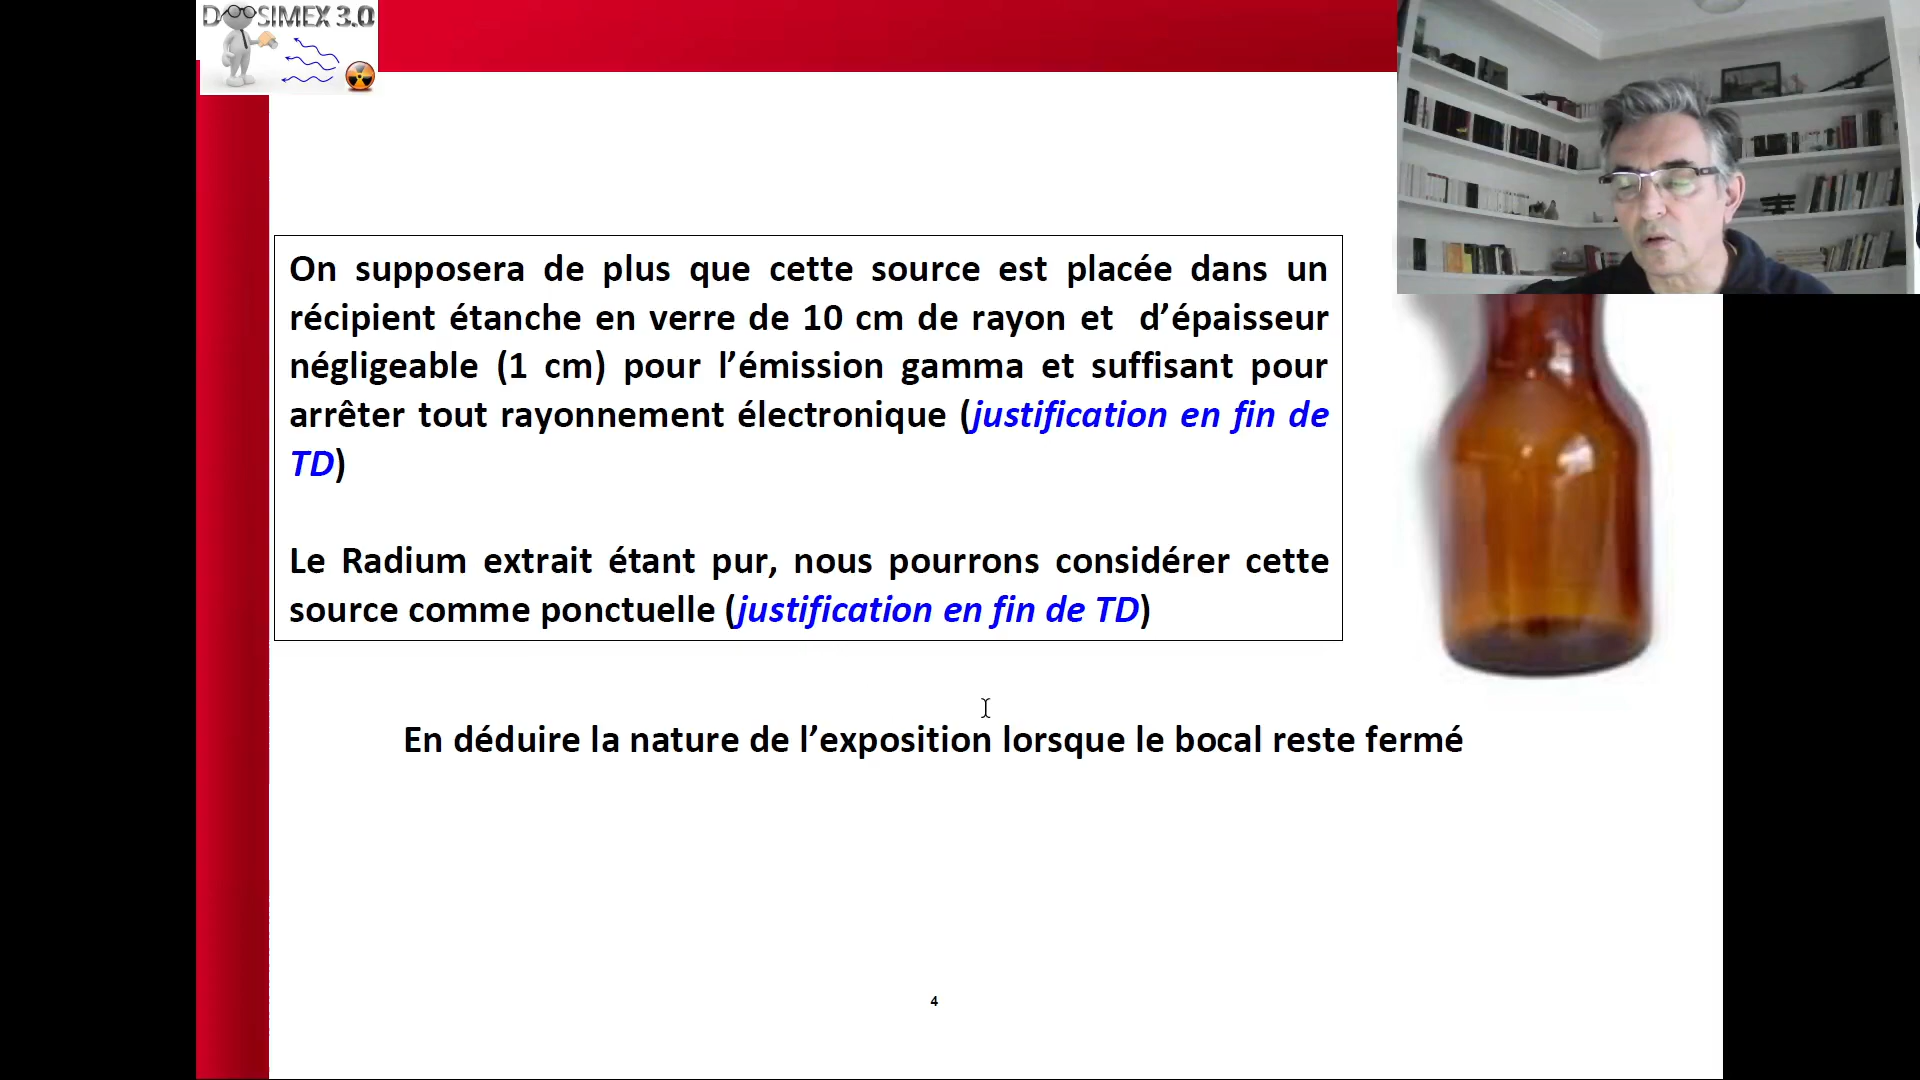 DOSIMEX 3.0
On supposera de plus que cette source est placée dans un
récipient étanche en verre de 10 cm de rayon et d’épaisseur
négligeable (1 cm) pour l’émission gamma et suffisant pour
arrêter tout rayonnement électronique (justification en fin de
TD)
Le Radium extrait étant pur, nous pourrons considérer cette
source comme ponctuelle (justification en fin de TD)
En déduire la nature de l’exposition lorsque le bocal reste fermé
4